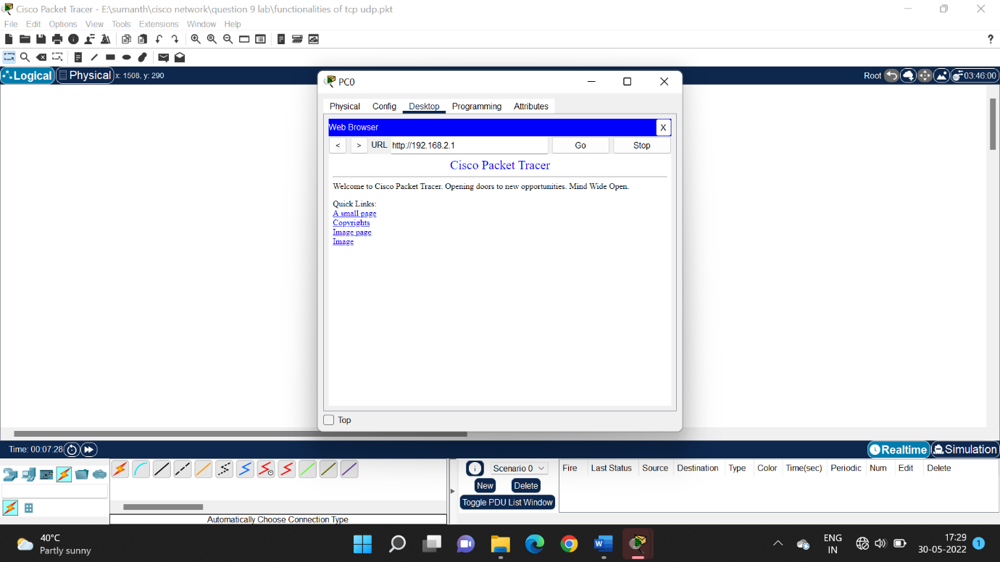 Cisco Packet Tracer - E:\sumanth\cisco network\question 9 lab\functionalities of tcp udp.pkt
File Edit Options View Tools Extensions Window Help
?
Logical Physical x: 1508, y: 290 Root 03:46:00
PC0
Physical Config Desktop Programming Attributes
Web Browser X
< > URL http://192.168.2.1 Go Stop
Cisco Packet Tracer
Welcome to Cisco Packet Tracer. Opening doors to new opportunities. Mind Wide Open.
Quick Links:
A small page
Copyrights
Image page
Image
Top
Time: 00:07:28 Realtime Simulation
Scenario 0 Fire Last Status Source Destination Type Color Time(sec) Periodic Num Edit Delete
New Delete
Toggle PDU List Window
Automatically Choose Connection Type
40°C
Partly sunny
ENG
IN
17:29
30-05-2022
1